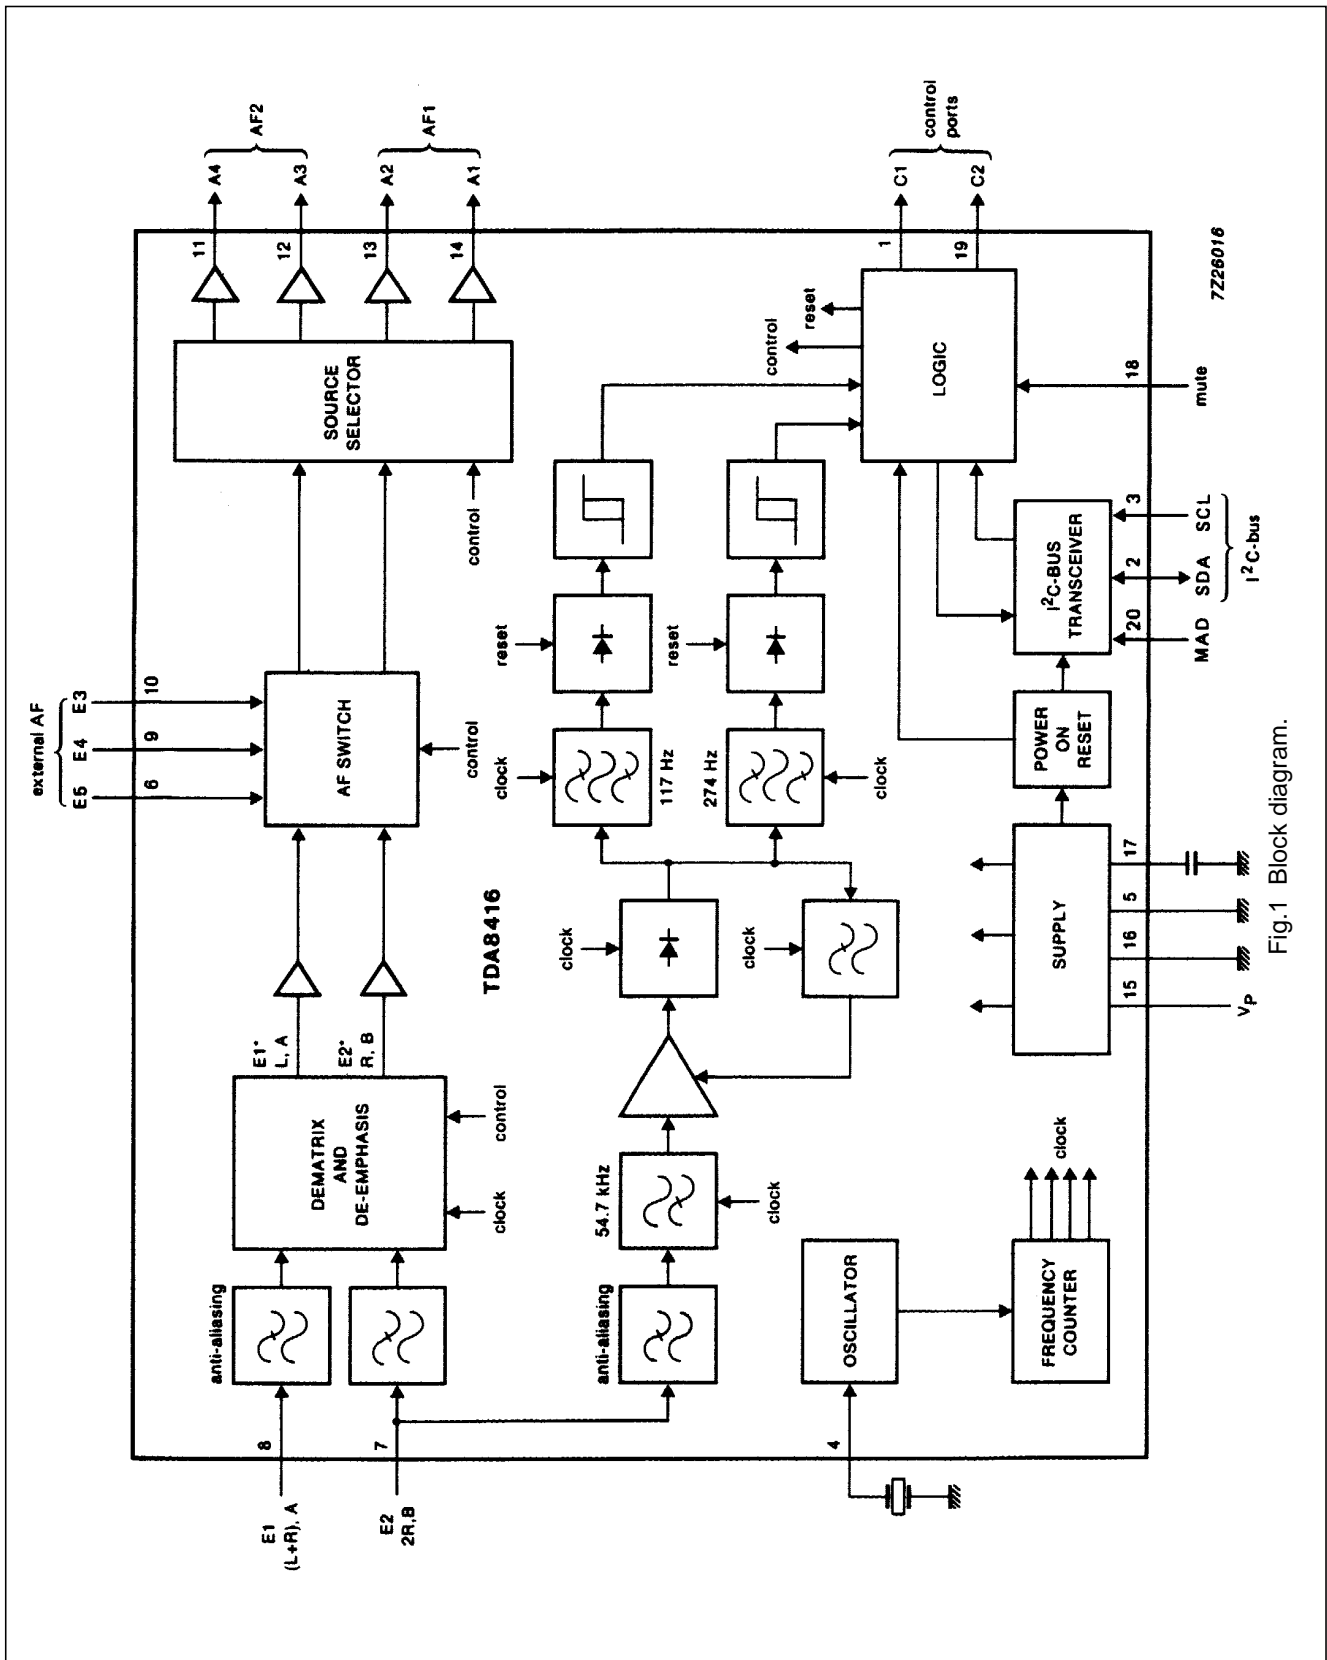 external AF
E5
E4
E3
6
9
10
AF2
A4
A3
AF1
A2
A1
11
12
13
14
SOURCE
SELECTOR
control
AF SWITCH
control
E1
(L+R), A
8
E2
2R,B
7
anti-aliasing
DEMATRIX
AND
DE-EMPHASIS
clock
control
E1*
L, A
E2*
R, B
TDA8416
anti-aliasing
54.7 kHz
clock
clock
clock
clock
117 Hz
274 Hz
clock
reset
reset
control
reset
LOGIC
1
19
C1
C2
control
ports
18
mute
4
OSCILLATOR
FREQUENCY
COUNTER
clock
SUPPLY
15
16
5
17
VP
POWER
ON
RESET
I²C-BUS
TRANSCEIVER
20
2
3
MAD
SDA
SCL
I²C-bus
7Z26016
Fig.1 Block diagram.